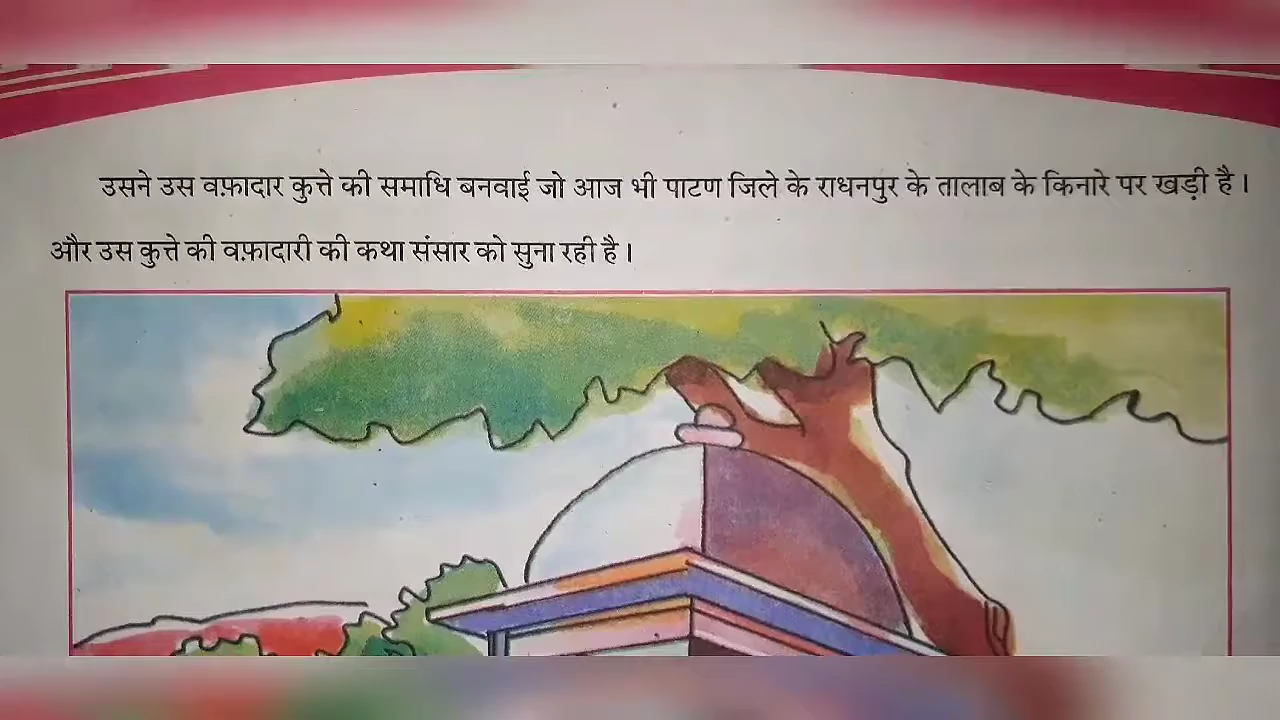 उसने उस वफ़ादार कुत्ते की समाधि बनवाई जो आज भी पाटण जिले के राधनपुर के तालाब के किनारे पर खड़ी है।
और उस कुत्ते की वफ़ादारी की कथा संसार को सुना रही है।